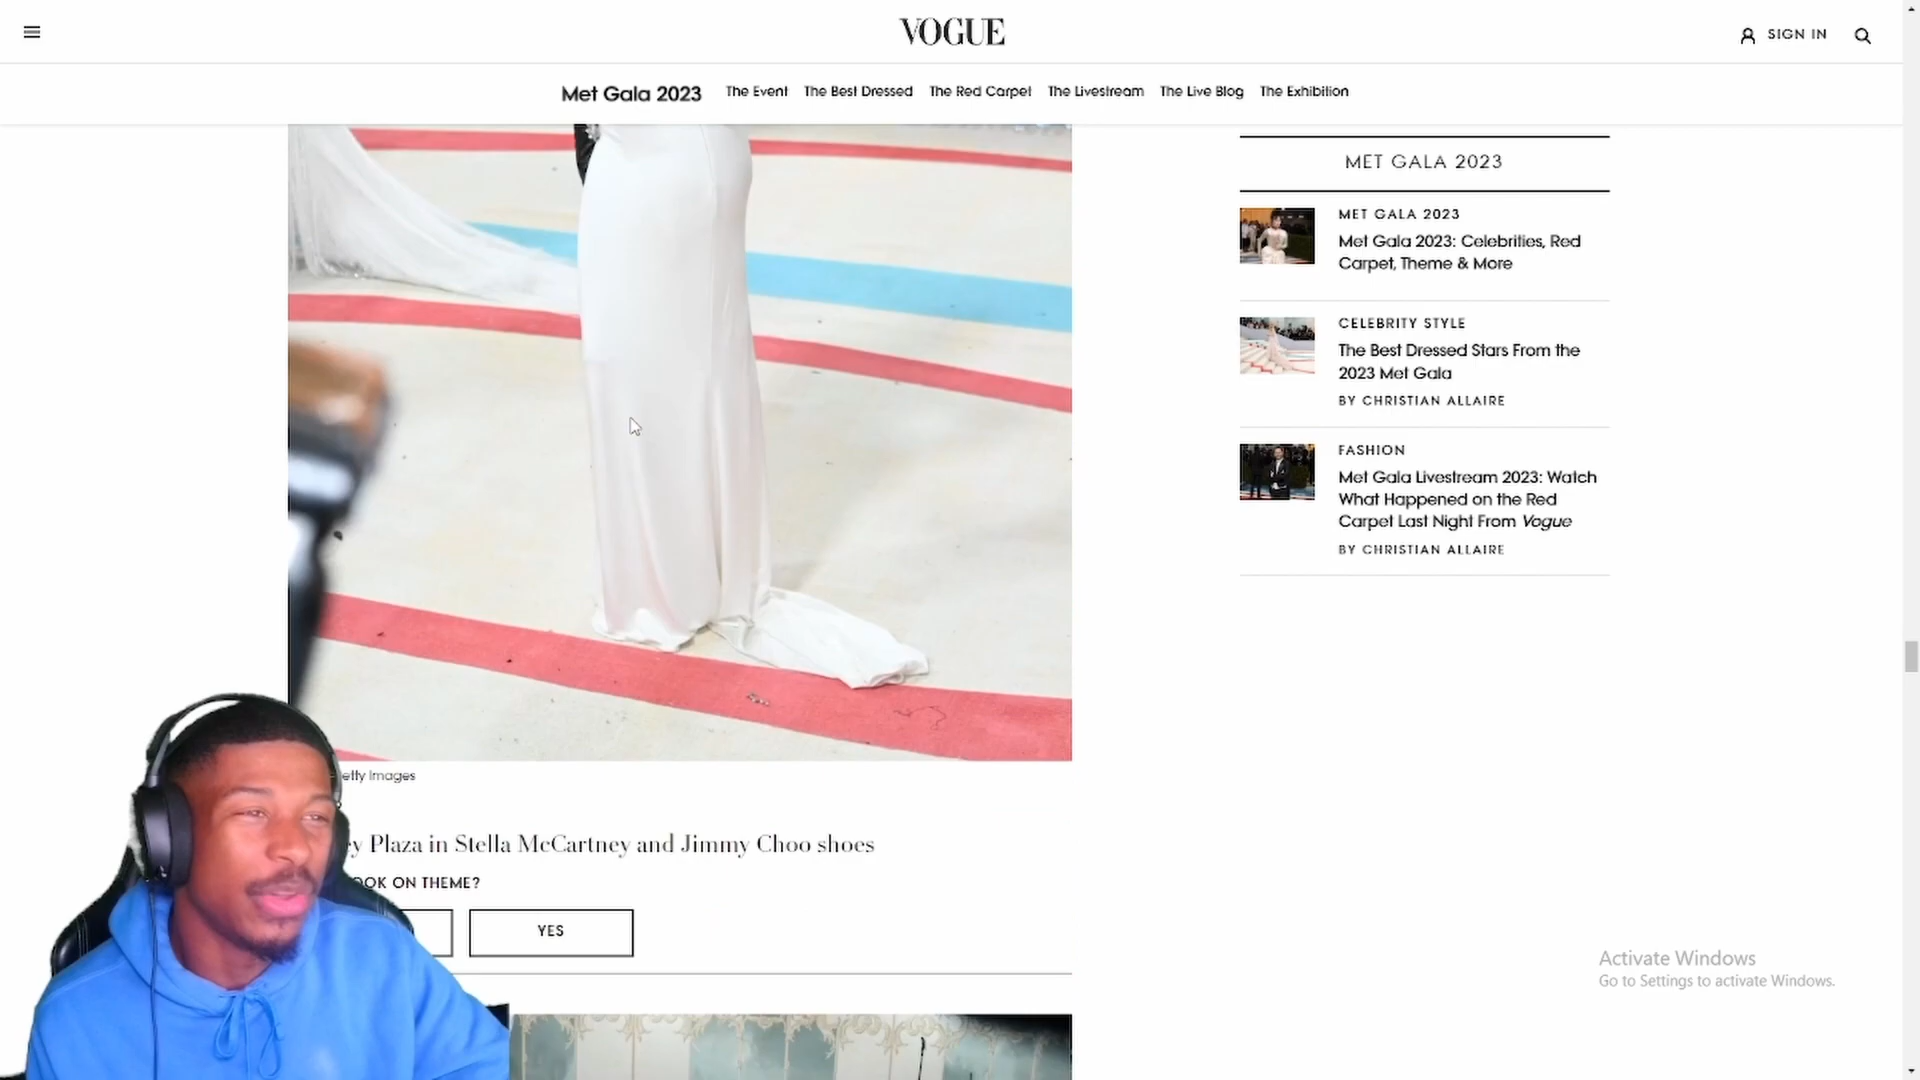 VOGUE
SIGN IN
Met Gala 2023 The Event The Best Dressed The Red Carpet The Livestream The Live Blog The Exhibition
MET GALA 2023
MET GALA 2023
Met Gala 2023: Celebrities, Red
Carpet, Theme & More
CELEBRITY STYLE
The Best Dressed Stars From the
2023 Met Gala
BY CHRISTIAN ALLAIRE
FASHION
Met Gala Livestream 2023: Watch
What Happened on the Red
Carpet Last Night From Vogue
BY CHRISTIAN ALLAIRE
Images
Plaza in Stella McCartney and Jimmy Choo shoes
ON THEME?
YES
Activate Windows
Go to Settings to activate Windows.